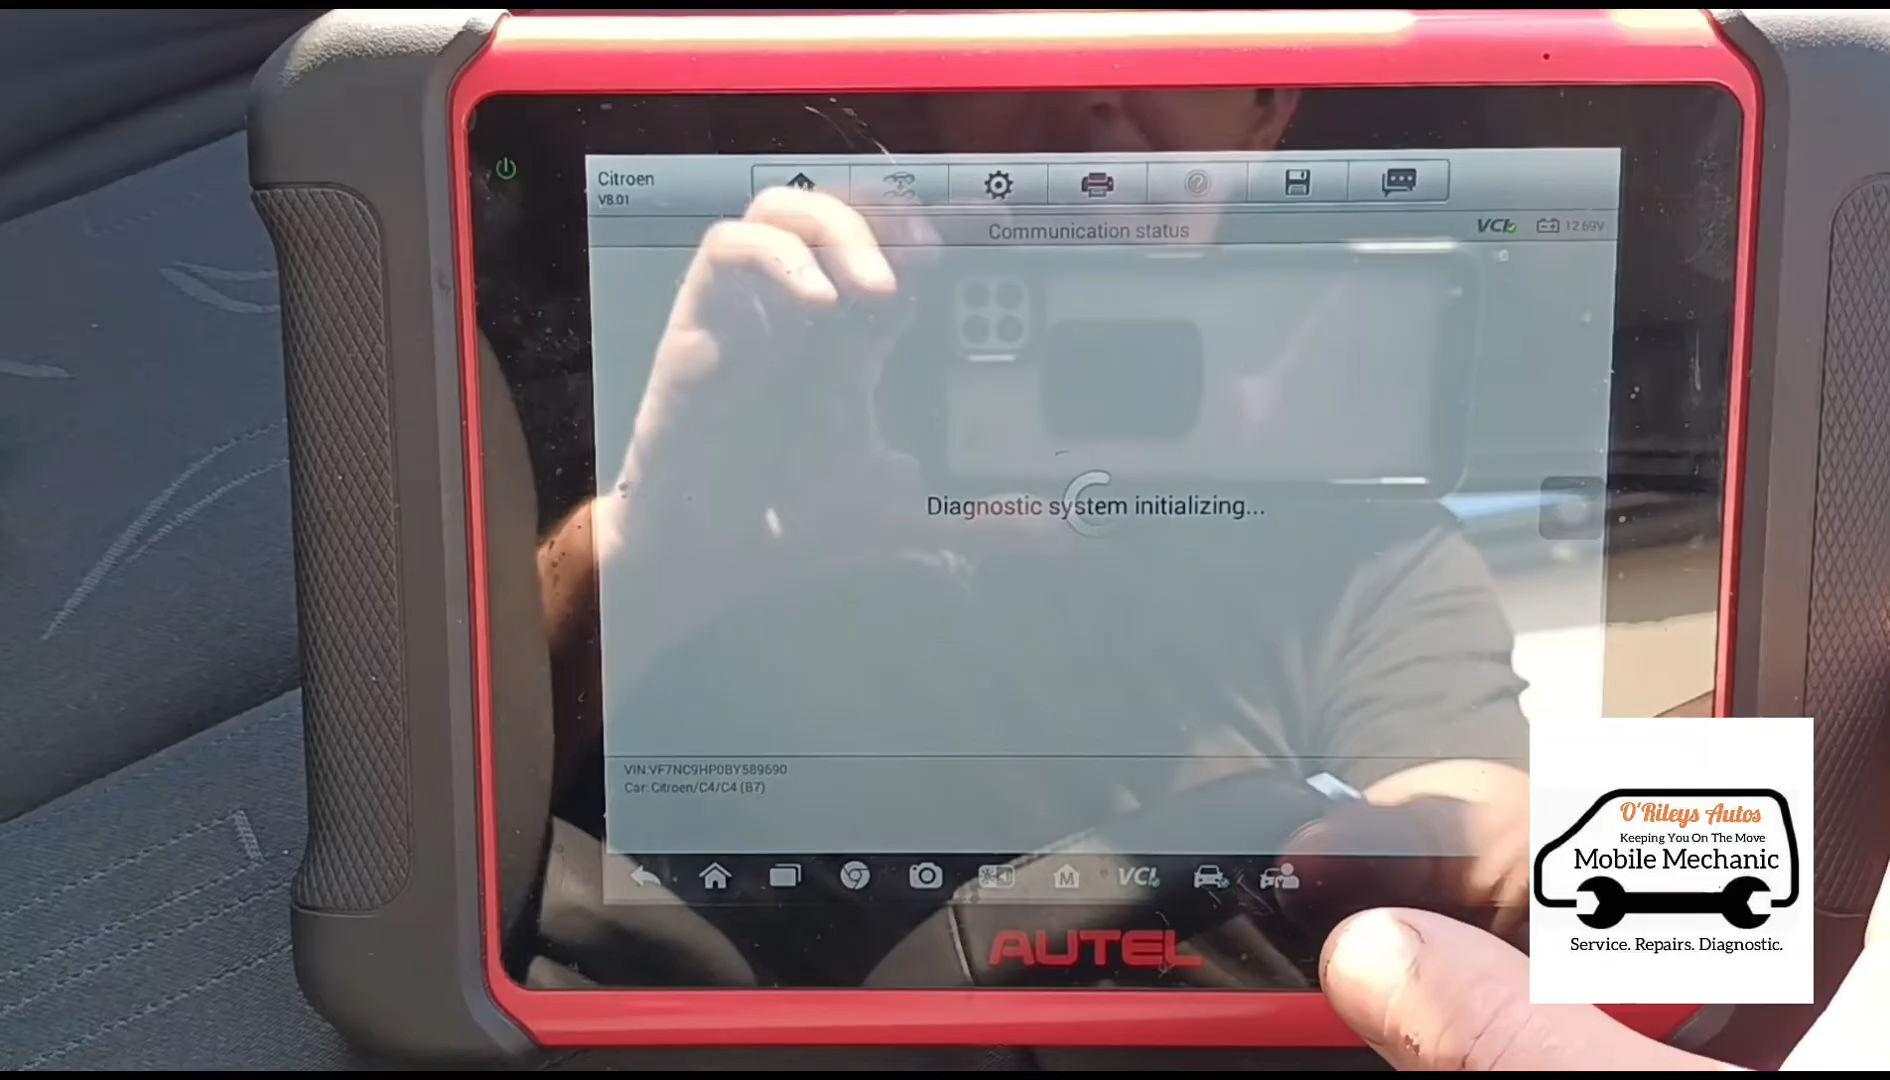 Citroen
V8.01
Communication status
VCI
12.69V
Diagnostic system initializing...
VIN:VF7NC9HP0BY589690
Car: Citroen/C4/C4 (B7)
M
VCI
AUTEL
O'Rileys Autos
Keeping You On The Move
Mobile Mechanic
Service. Repairs. Diagnostic.